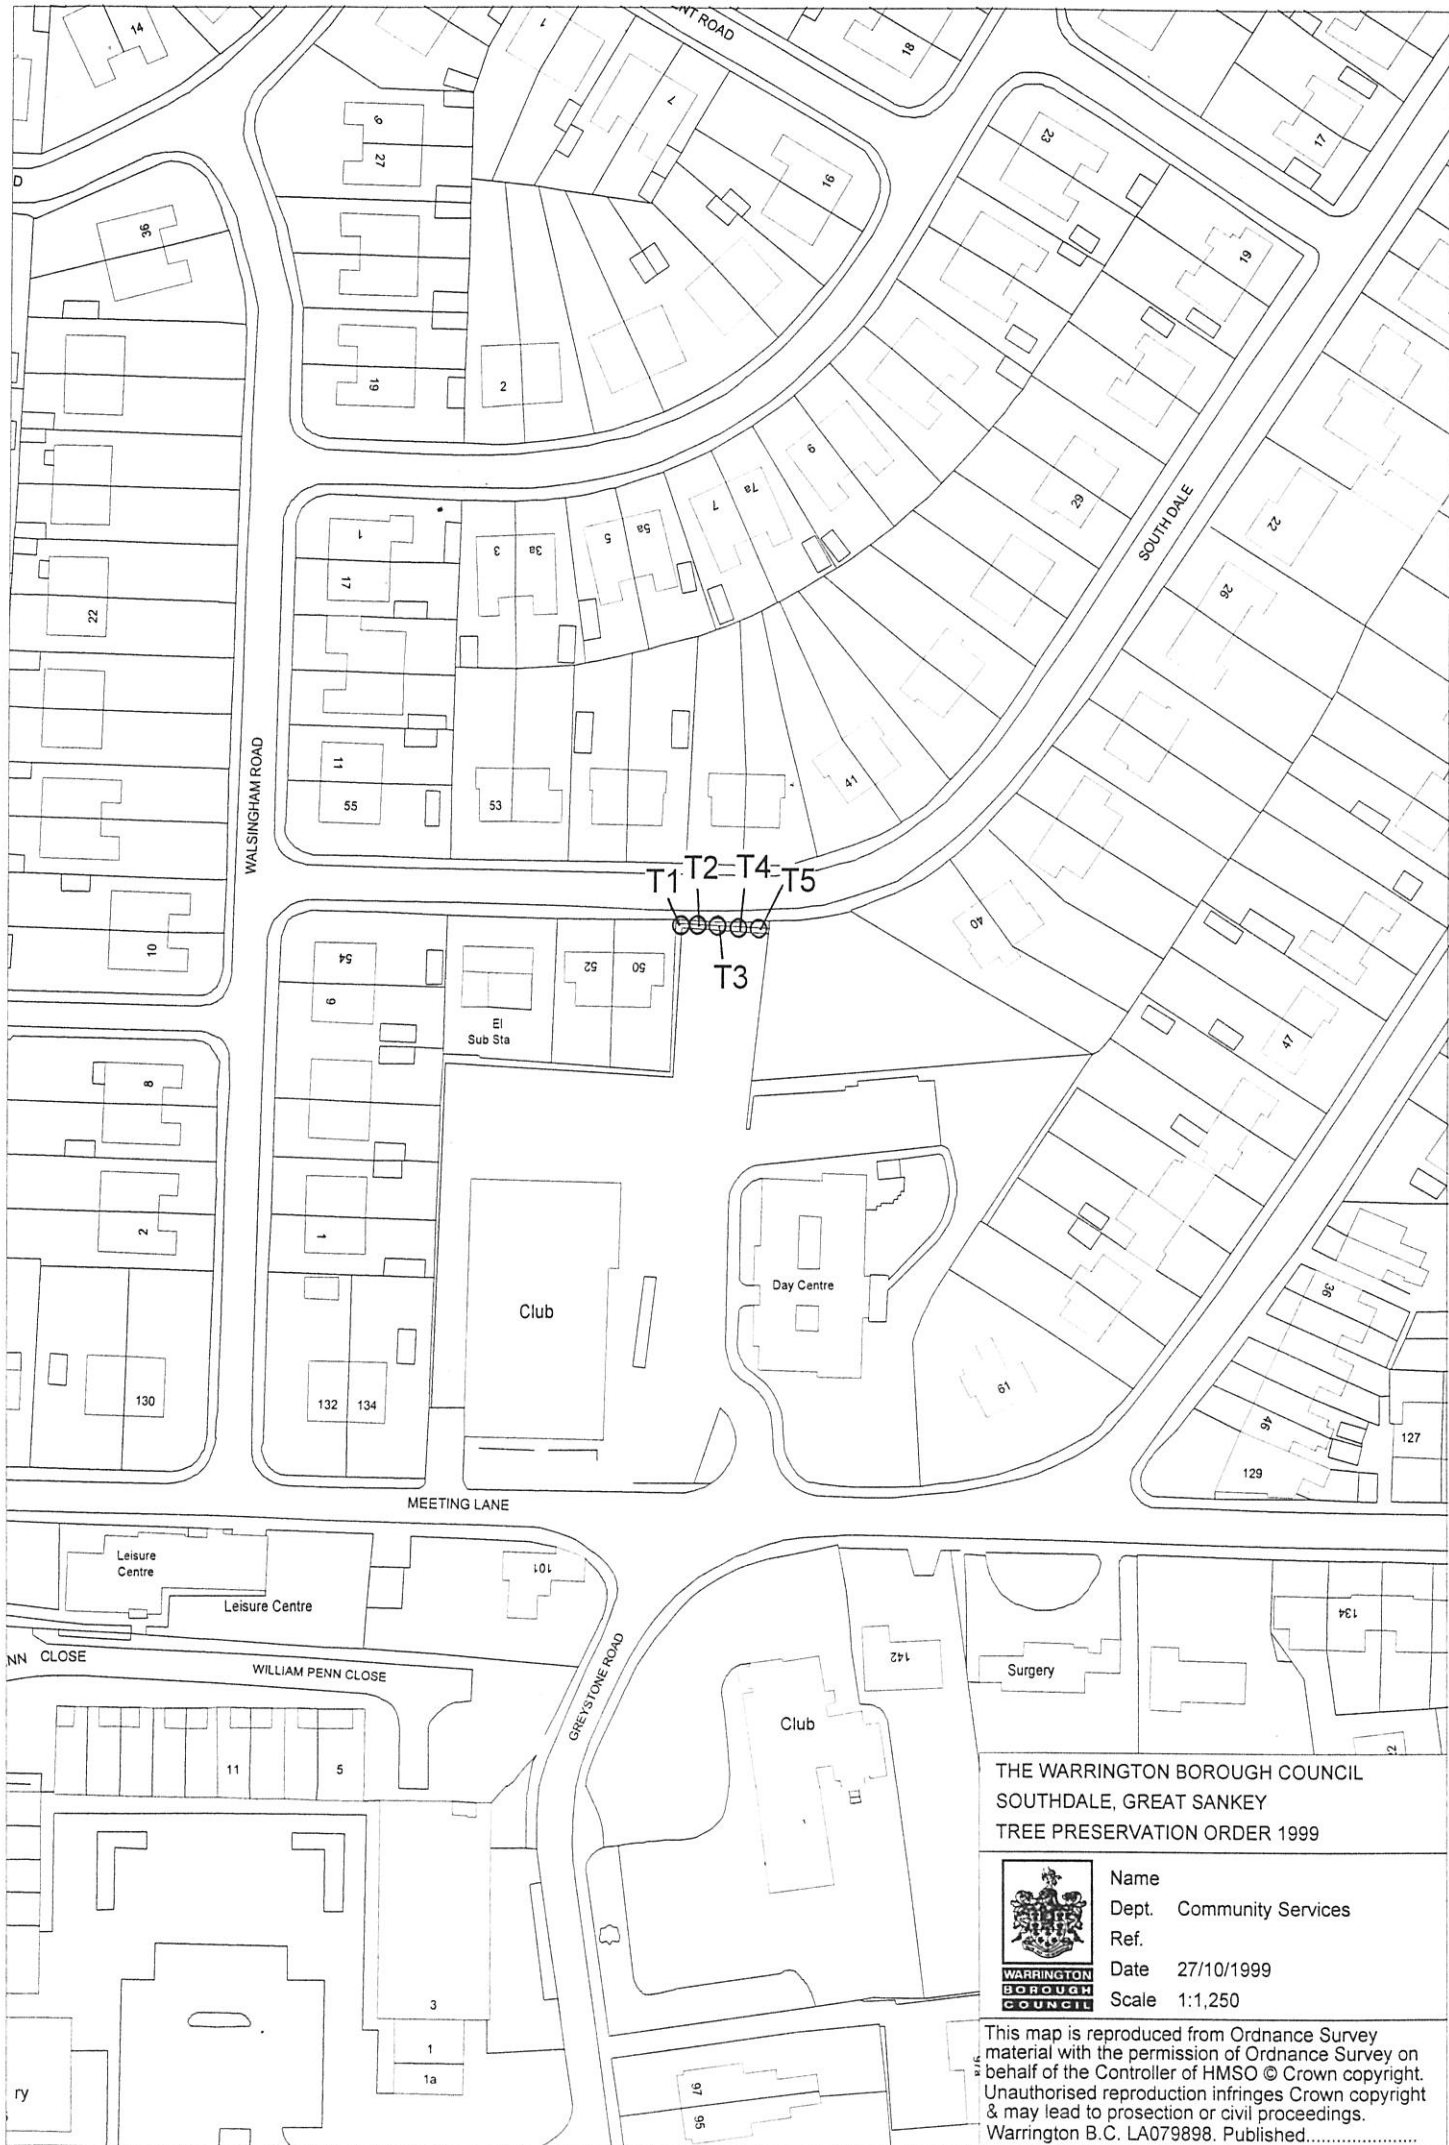 14
1
NT ROAD
18
7
9
27
23
17
16
D
36
19
19
2
9
29
SOUTH DALE
22
7a
7
5a
5
3a
3
1
17
22
26
WALSINGHAM ROAD
11
55
53
41
T1
T2
T4
T5
T3
10
54
9
52
50
40
El
Sub Sta
47
8
2
1
Day Centre
Club
36
130
132
134
61
46
127
129
MEETING LANE
Leisure
Centre
101
Leisure Centre
134
NN CLOSE
WILLIAM PENN CLOSE
GREYSTONE ROAD
142
Surgery
Club
11
5
THE WARRINGTON BOROUGH COUNCIL
SOUTHDALE, GREAT SANKEY
TREE PRESERVATION ORDER 1999
Name
Dept. Community Services
Ref.
WARRINGTON
BOROUGH
COUNCIL
Date 27/10/1999
Scale 1:1,250
3
1
1a
ry
97
95
This map is reproduced from Ordnance Survey
material with the permission of Ordnance Survey on
behalf of the Controller of HMSO © Crown copyright.
Unauthorised reproduction infringes Crown copyright
& may lead to prosection or civil proceedings.
Warrington B.C. LA079898. Published......................